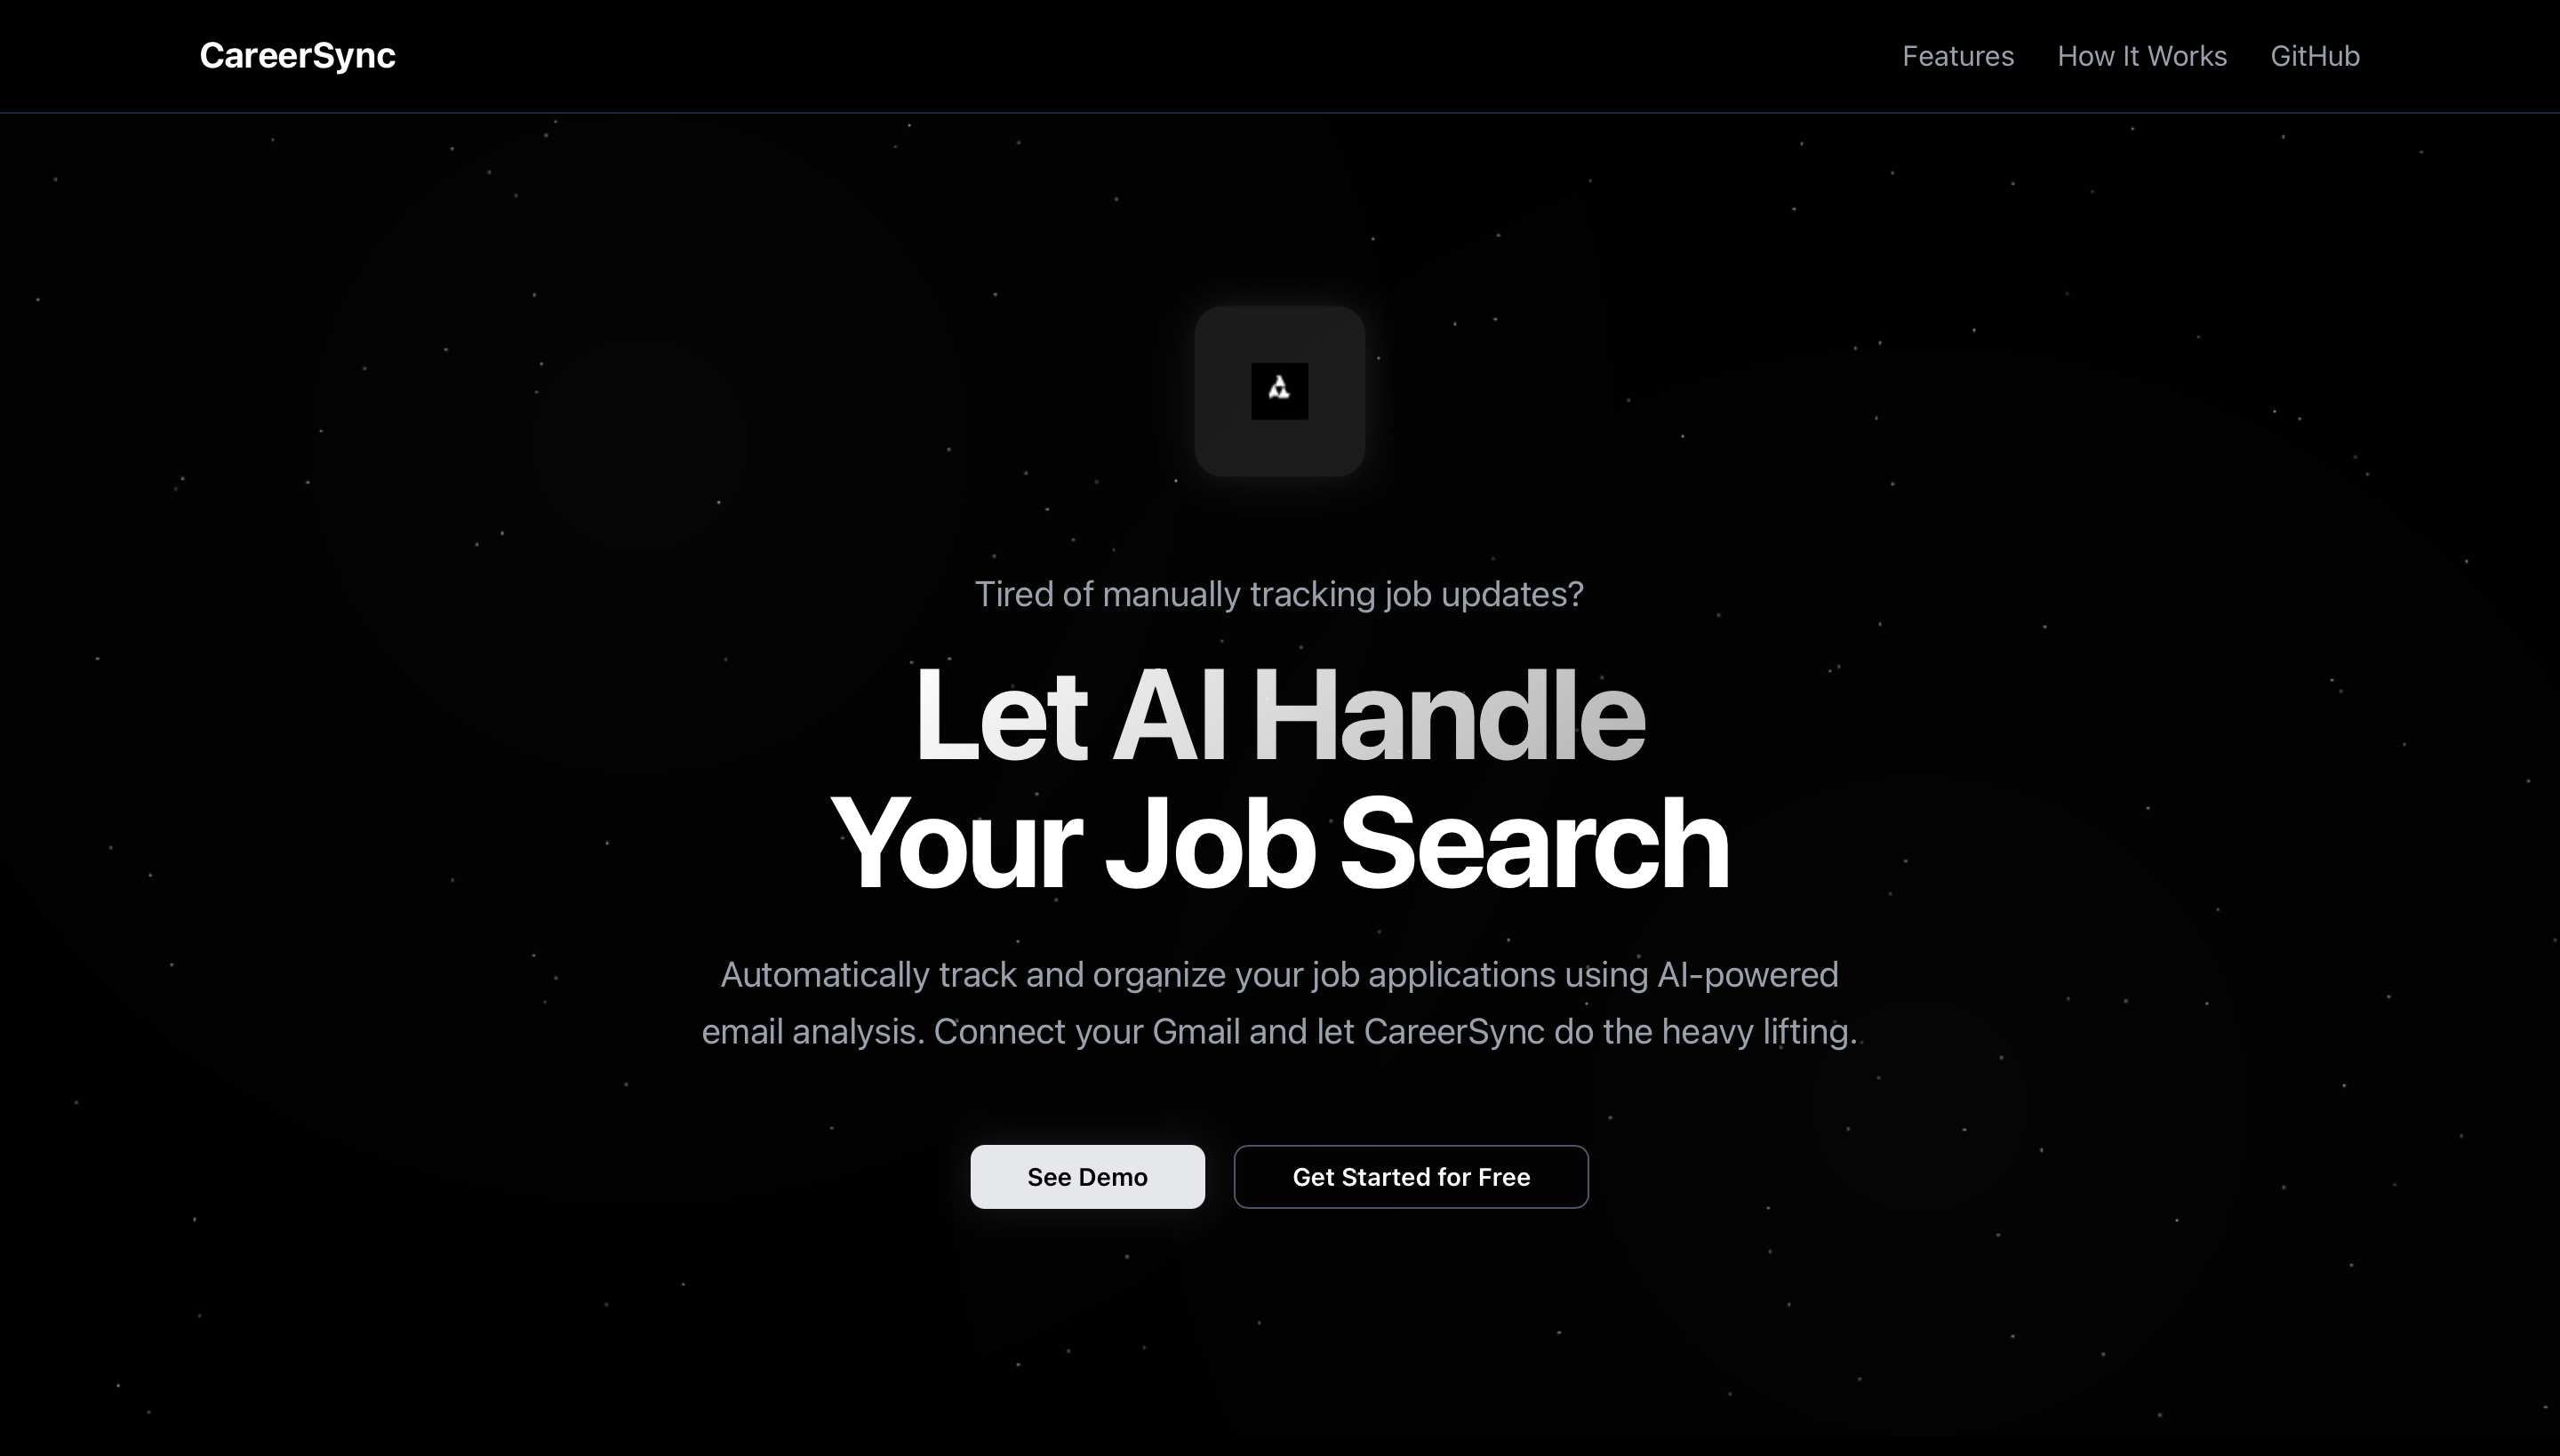 CareerSync
Features
How It Works
GitHub
Tired of manually tracking job updates?
Let AI Handle
Your Job Search
Automatically track and organize your job applications using AI-powered
email analysis. Connect your Gmail and let CareerSync do the heavy lifting.
See Demo
Get Started for Free